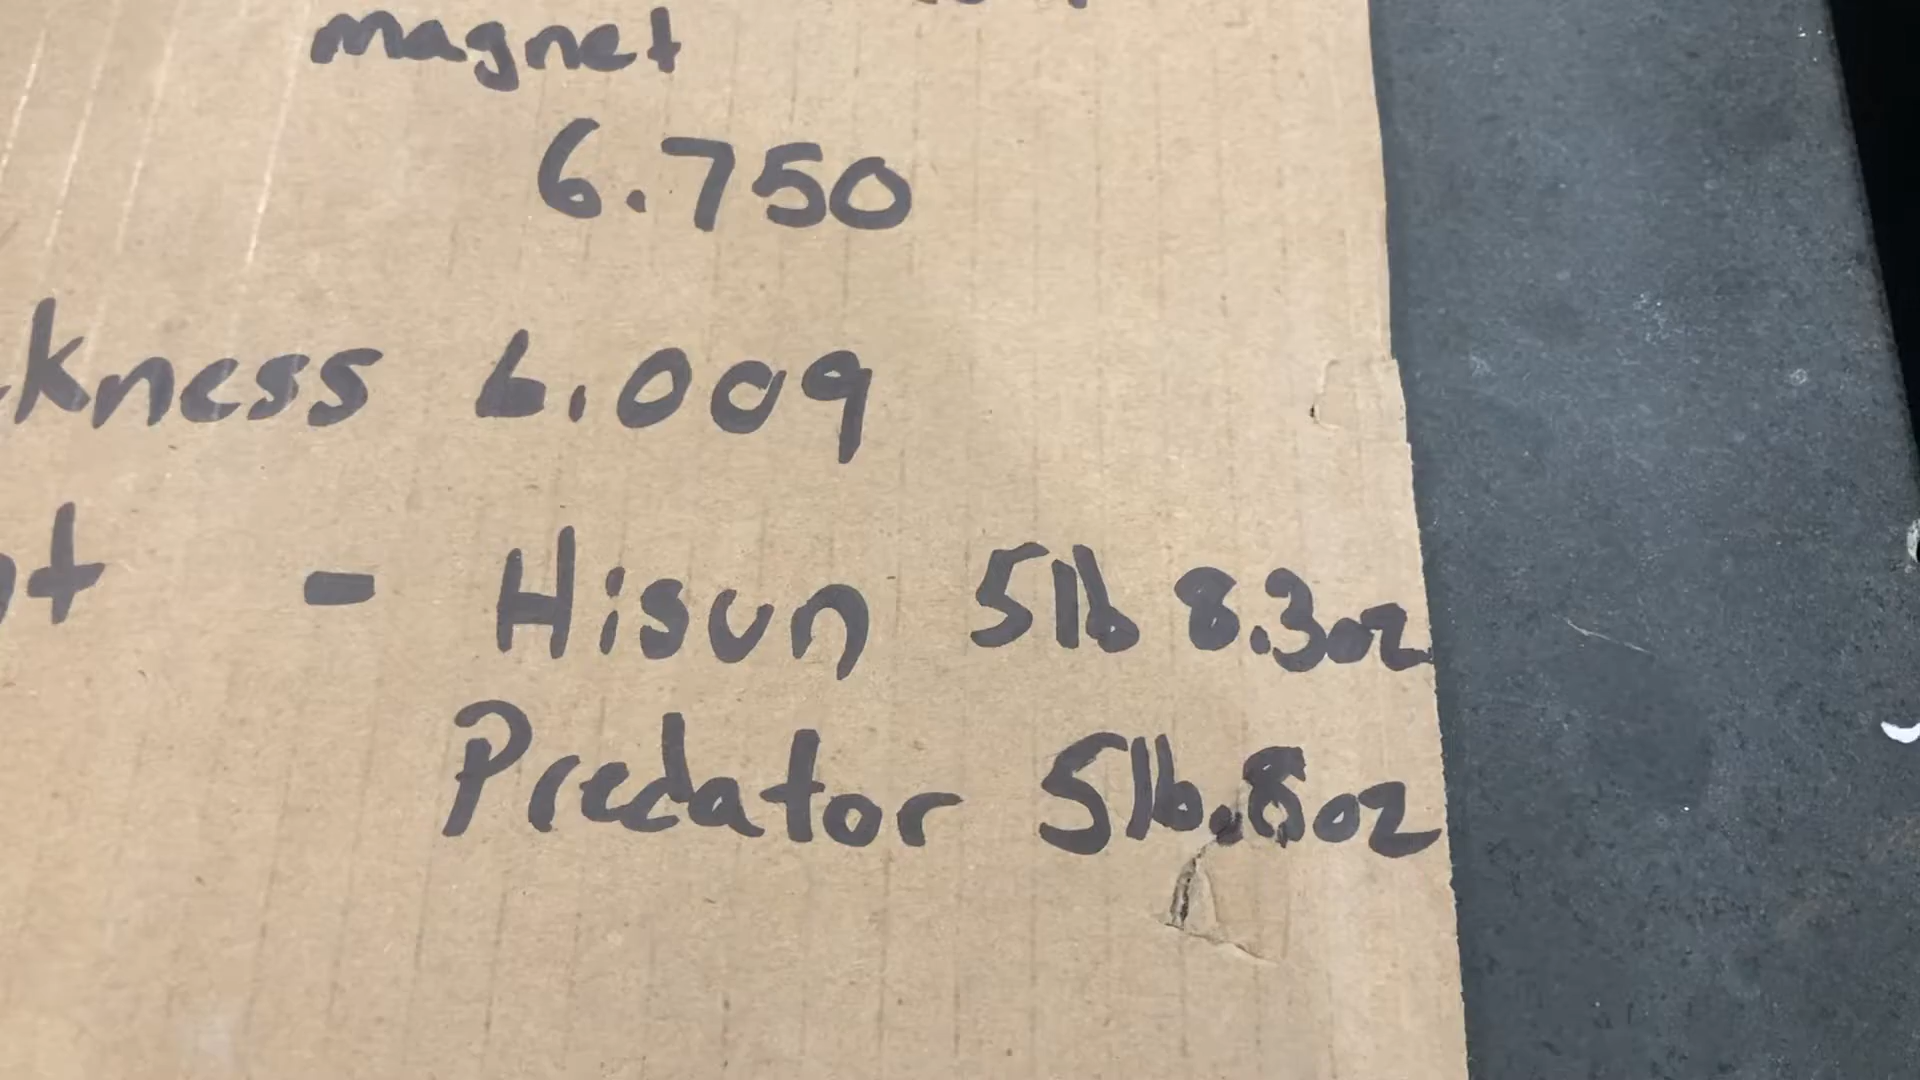 magnet
6.750
kness 6.009
t - Hisun 5lb 8.3oz
Predator 5lb.8oz